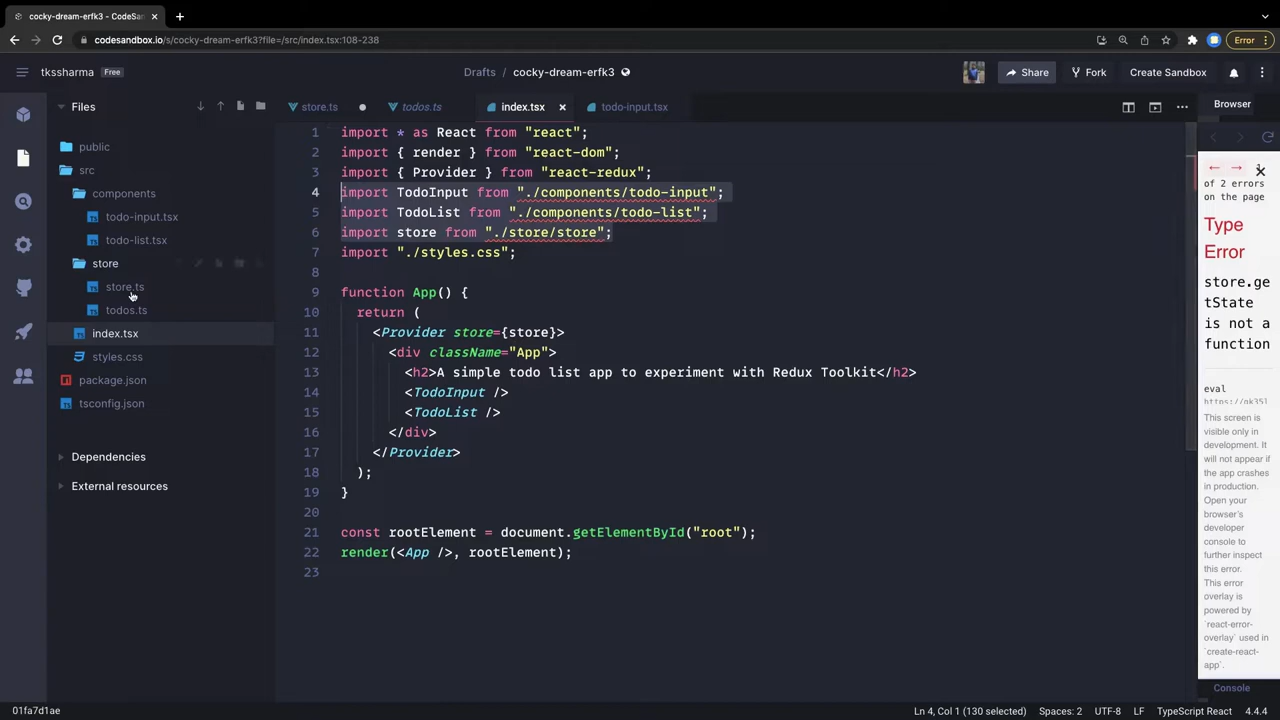 cocky-dream-erfk3 - CodeSan
codesandbox.io/s/cocky-dream-erfk3?file=/src/index.tsx:108-238
Error
tkssharma
Free
Drafts / cocky-dream-erfk3
Share
Fork
Create Sandbox
Files
public
src
components
todo-input.tsx
todo-list.tsx
store
store.ts
todos.ts
index.tsx
styles.css
package.json
tsconfig.json
Dependencies
External resources
store.ts
todos.ts
index.tsx
todo-input.tsx
1 import * as React from "react";
2 import { render } from "react-dom";
3 import { Provider } from "react-redux";
4 import TodoInput from "./components/todo-input";
5 import TodoList from "./components/todo-list";
6 import store from "./store/store";
7 import "./styles.css";
8
9 function App() {
10 return (
11 <Provider store={store}>
12 <div className="App">
13 <h2>A simple todo list app to experiment with Redux Toolkit</h2>
14 <TodoInput />
15 <TodoList />
16 </div>
17 </Provider>
18 );
19 }
20
21 const rootElement = document.getElementById("root");
22 render(<App />, rootElement);
23
Browser
← →
of 2 errors
on the page
Type
Error
store.ge
tState
is not a
function
eval
This screen is
visible only in
development. It
will not appear if
the app crashes
in production.
Open your
browser's
developer
console to
further inspect
this error.
This error
overlay is
powered by
`react-error-
overlay` used in
`create-react-
app`.
Console
01fa7d1ae
Ln 4, Col 1 (130 selected)
Spaces: 2
UTF-8
LF
TypeScript React
4.4.4